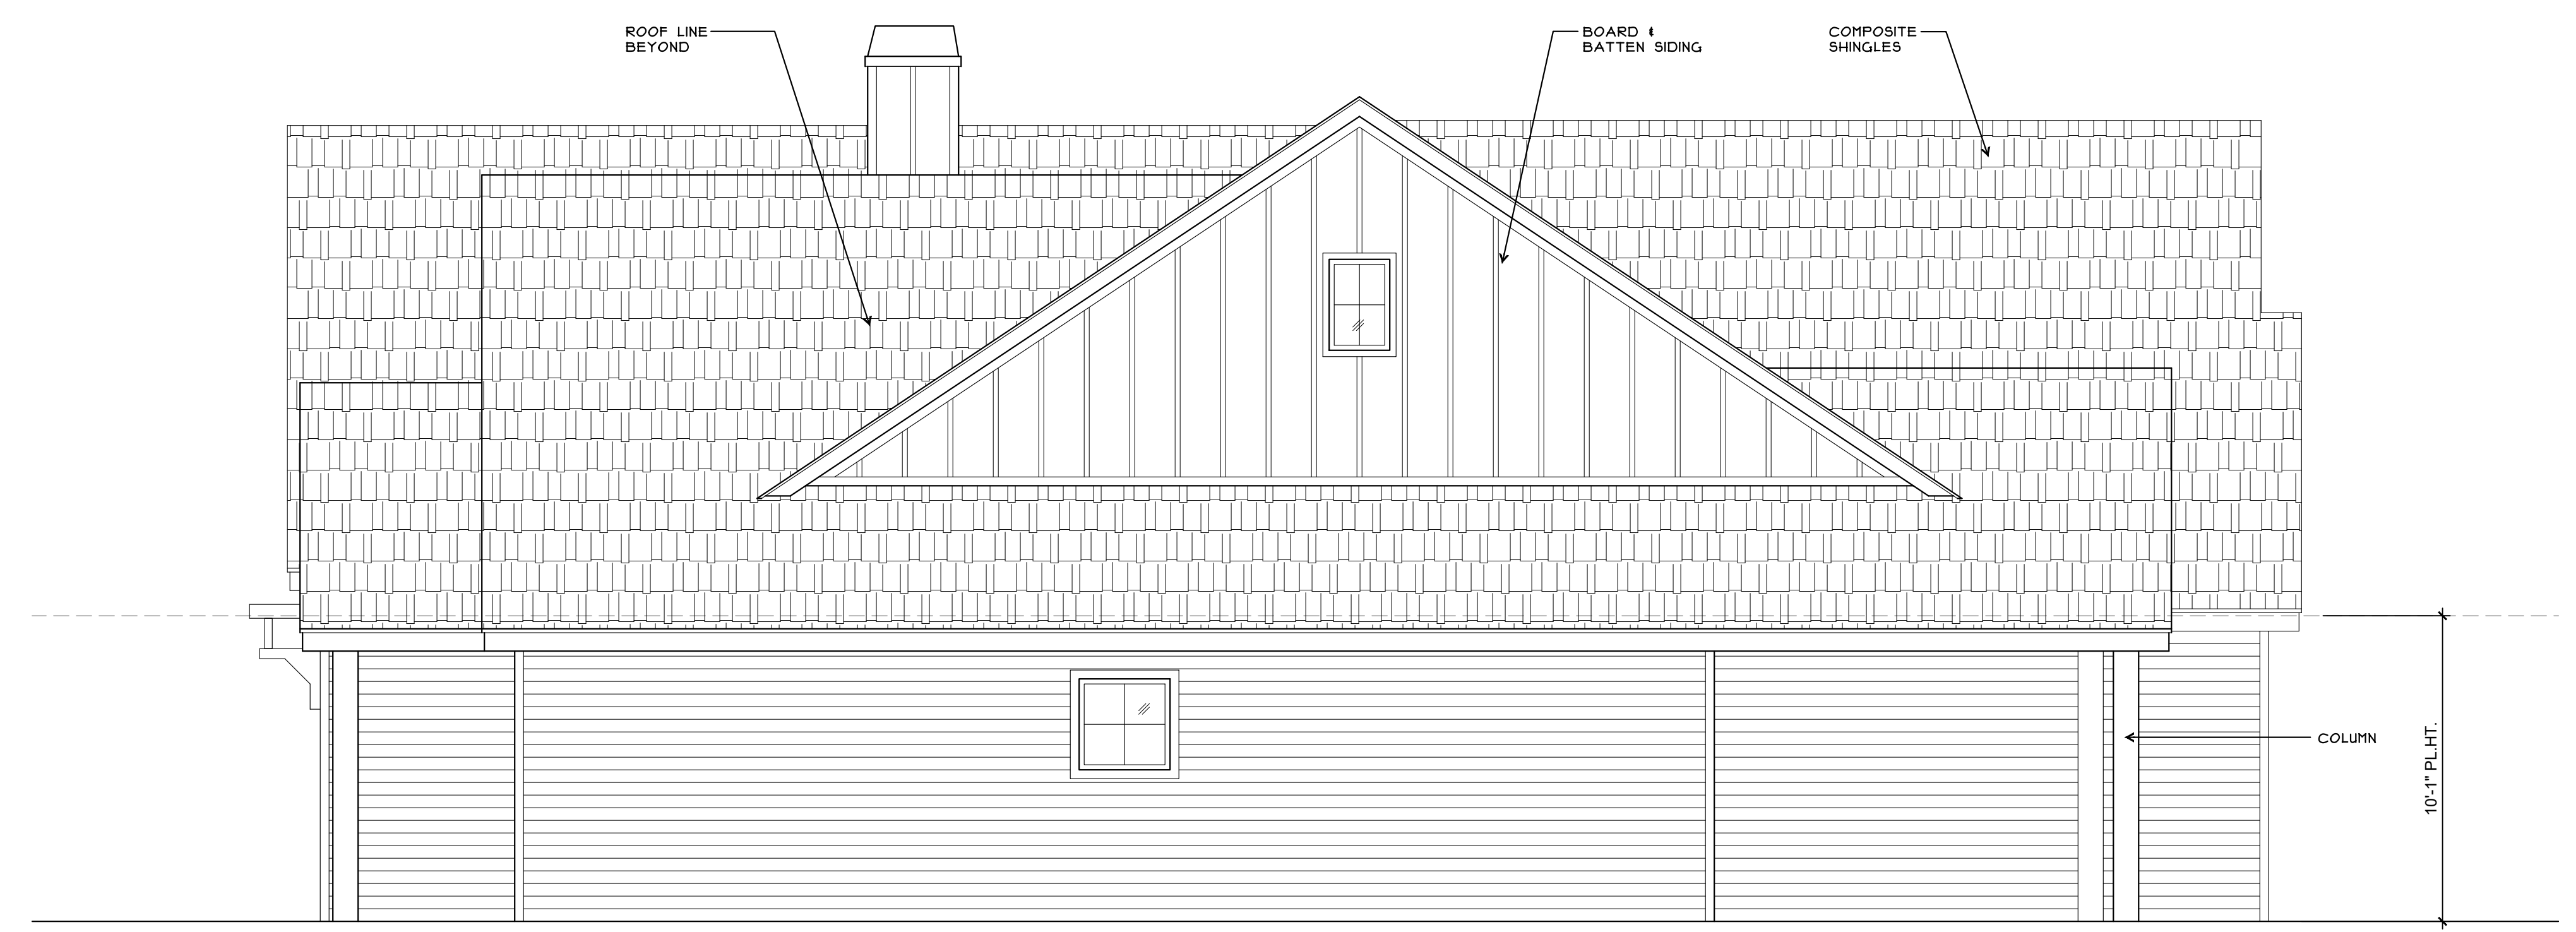 ROOF LINE
BEYOND
BOARD &
BATTEN SIDING
COMPOSITE
SHINGLES
COLUMN
10'-1" PL.HT.